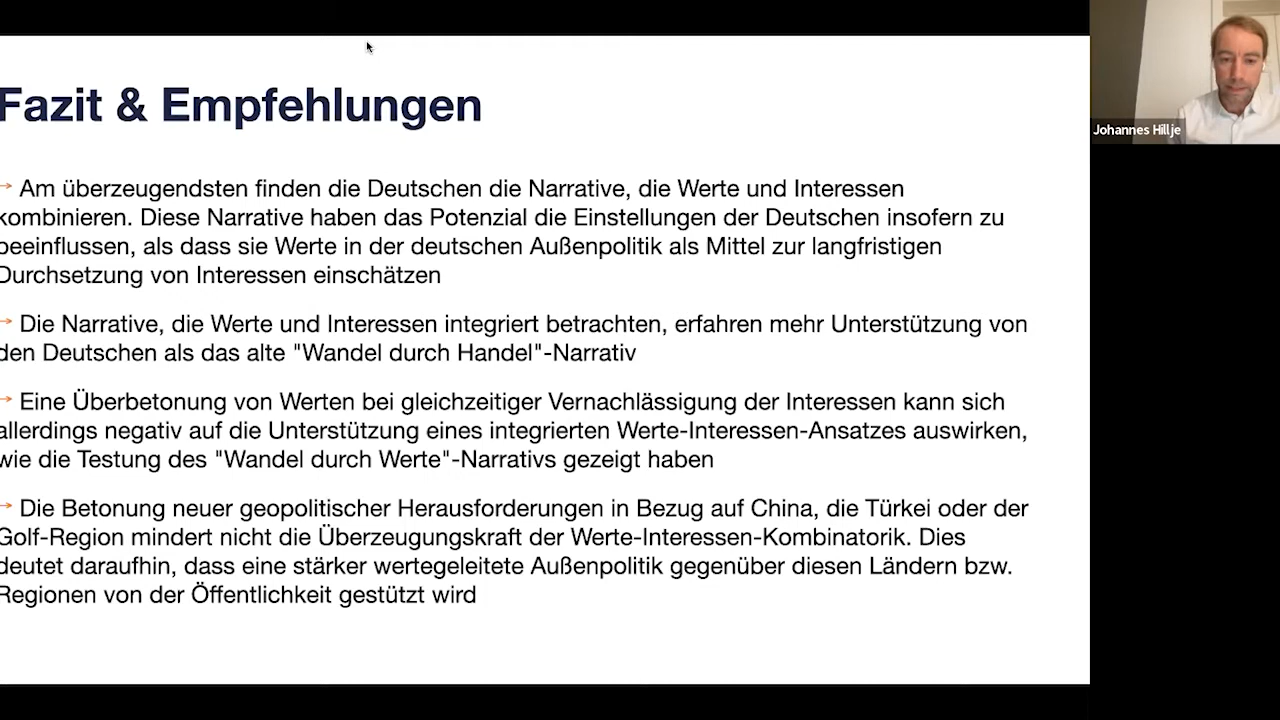 Fazit & Empfehlungen
→ Am überzeugendsten finden die Deutschen die Narrative, die Werte und Interessen
kombinieren. Diese Narrative haben das Potenzial die Einstellungen der Deutschen insofern zu
beeinflussen, als dass sie Werte in der deutschen Außenpolitik als Mittel zur langfristigen
Durchsetzung von Interessen einschätzen
→ Die Narrative, die Werte und Interessen integriert betrachten, erfahren mehr Unterstützung von
den Deutschen als das alte "Wandel durch Handel"-Narrativ
→ Eine Überbetonung von Werten bei gleichzeitiger Vernachlässigung der Interessen kann sich
allerdings negativ auf die Unterstützung eines integrierten Werte-Interessen-Ansatzes auswirken,
wie die Testung des "Wandel durch Werte"-Narrativs gezeigt haben
→ Die Betonung neuer geopolitischer Herausforderungen in Bezug auf China, die Türkei oder der
Golf-Region mindert nicht die Überzeugungskraft der Werte-Interessen-Kombinatorik. Dies
deutet daraufhin, dass eine stärker wertegeleitete Außenpolitik gegenüber diesen Ländern bzw.
Regionen von der Öffentlichkeit gestützt wird
Johannes Hillje